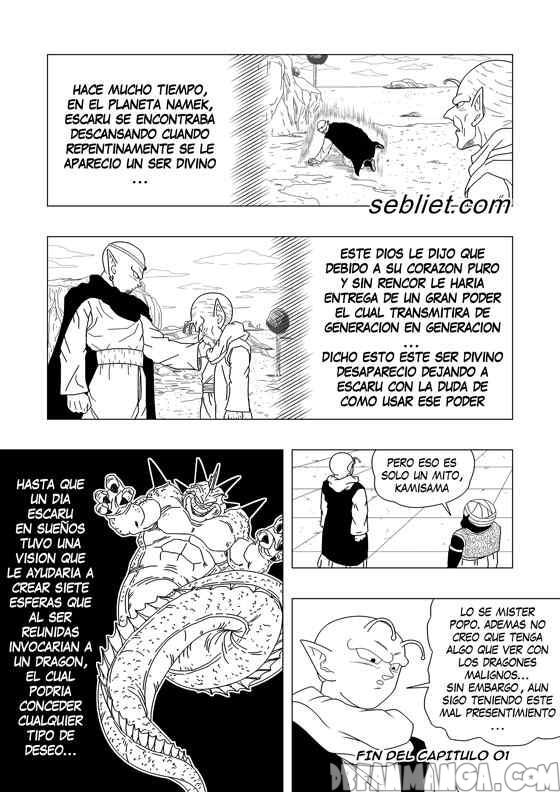 HACE MUCHO TIEMPO,
EN EL PLANETA NAMEK,
ESCARU SE ENCONTRABA
DESCANSANDO CUANDO
REPENTINAMENTE SE LE
APARECIO UN SER DIVINO
...
sebliet.com
ESTE DIOS LE DIJO QUE
DEBIDO A SU CORAZON PURO
Y SIN RENCOR LE HARIA
ENTREGA DE UN GRAN PODER
EL CUAL TRANSMITIRA DE
GENERACION EN GENERACION
...
DICHO ESTO ESTE SER DIVINO
DESAPARECIO DEJANDO A
ESCARU CON LA DUDA DE
COMO USAR ESE PODER
HASTA QUE
UN DIA
ESCARU
EN SUEÑOS
TUVO UNA
VISION QUE
LE AYUDARIA A
CREAR SIETE
ESFERAS QUE
AL SER
REUNIDAS
INVOCARIAN A
UN DRAGON,
EL CUAL
PODRIA
CONCEDER
CUALQUIER
TIPO DE
DESEO...
PERO ESO ES
SOLO UN MITO,
KAMISAMA
LO SE MISTER
POPO. ADEMAS NO
CREO QUE TENGA
ALGO QUE VER CON
LOS DRAGONES
MALIGNOS...
SIN EMBARGO, AUN
SIGO TENIENDO ESTE
MAL PRESENTIMIENTO
...
FIN DEL CAPITULO 01
DBFANMANGA.COM